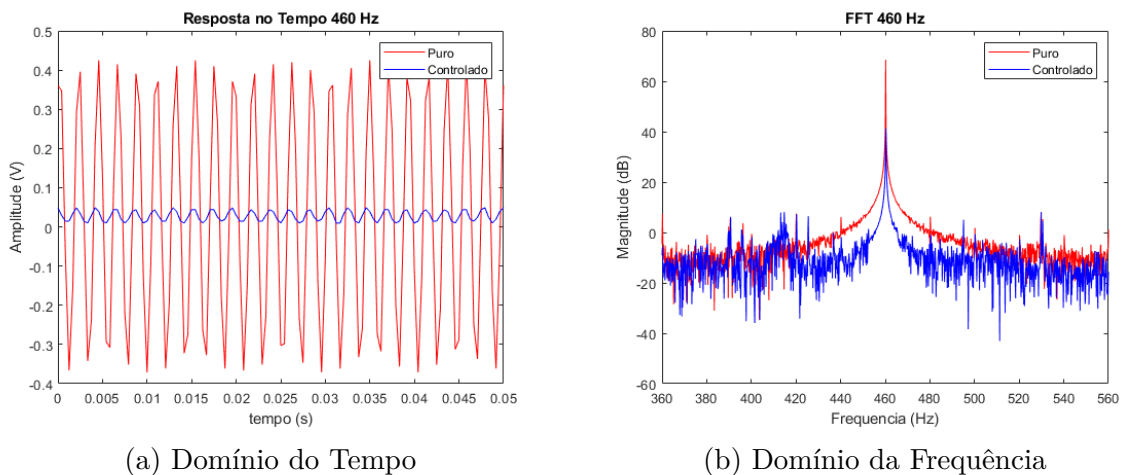 Resposta no Tempo 460 Hz
0.5
0.4
0.3
0.2
0.1
0
-0.1
-0.2
-0.3
-0.4
Amplitude (V)
Puro
Controlado
0 0.005 0.01 0.015 0.02 0.025 0.03 0.035 0.04 0.045 0.05
tempo (s)
(a) Domínio do Tempo
FFT 460 Hz
80
60
40
20
0
-20
-40
-60
Magnitude (dB)
Puro
Controlado
360 380 400 420 440 460 480 500 520 540 560
Frequencia (Hz)
(b) Domínio da Frequência